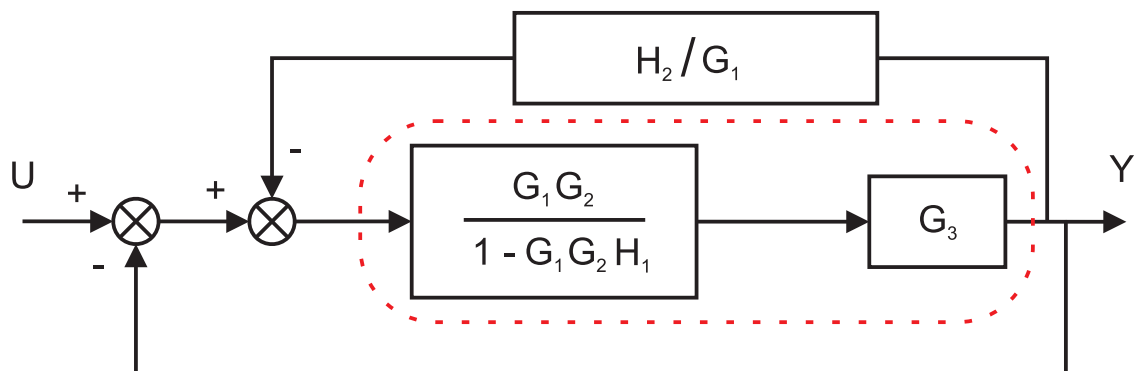 H₂ / G₁
-
U
+
+
G₁G₂
1 - G₁G₂H₁
G₃
Y
-